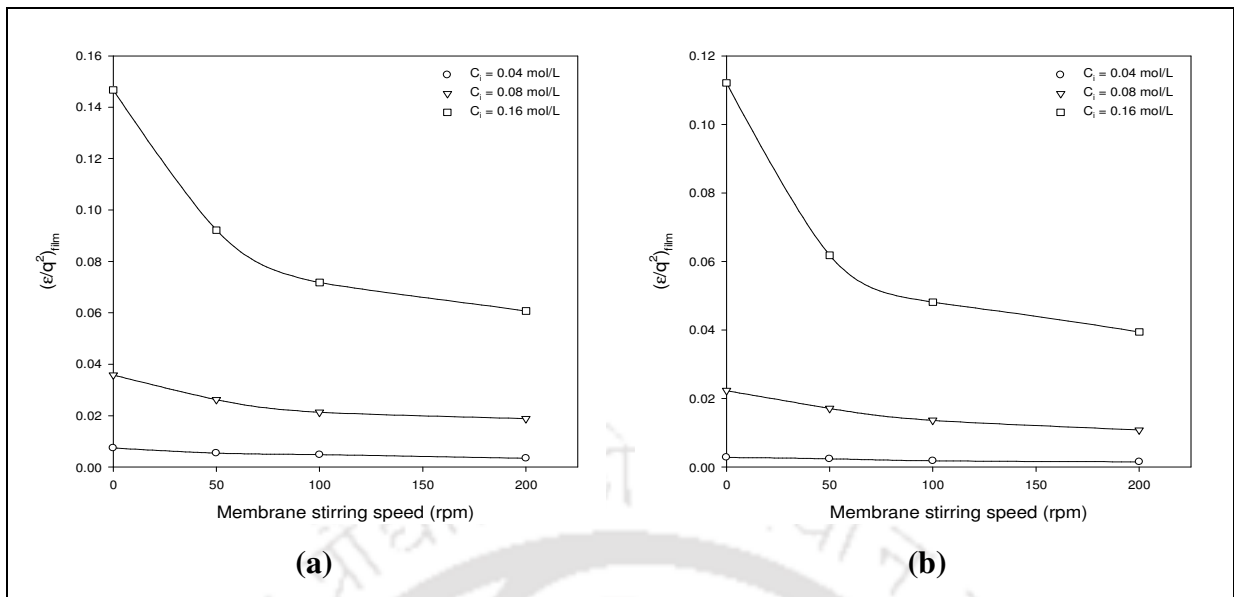 0.16
0.14
0.12
0.10
0.08
0.06
0.04
0.02
0.00
(ε/q²)film
0 50 100 150 200
Membrane stirring speed (rpm)
Cᵢ = 0.04 mol/L
Cᵢ = 0.08 mol/L
Cᵢ = 0.16 mol/L
(a)
0.12
0.10
0.08
0.06
0.04
0.02
0.00
(ε/q²)film
0 50 100 150 200
Membrane stirring speed (rpm)
Cᵢ = 0.04 mol/L
Cᵢ = 0.08 mol/L
Cᵢ = 0.16 mol/L
(b)